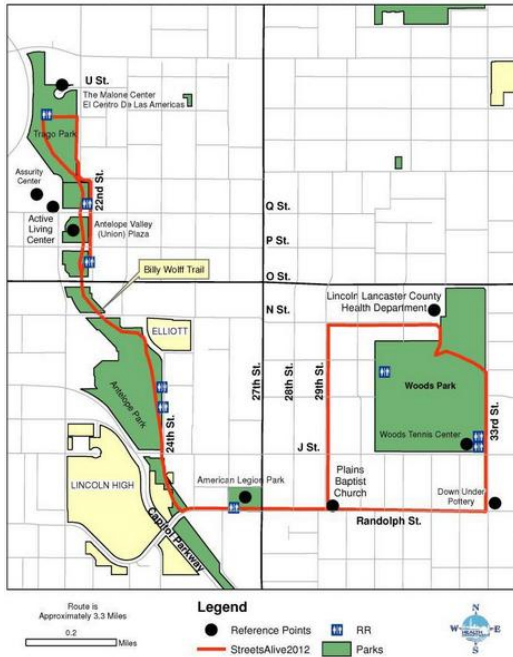 U St.
The Malone Center
El Centro Da Las Americas
Trago Park
Assurity
Center
22nd St.
Active
Living
Center
Antelope Valley
(Union) Plaza
Q St.
P St.
O St.
Billy Wolff Trail
N St.
Lincoln Lancaster County
Health Department
ELLIOTT
Antelope Park
24th St.
27th St.
28th St.
29th St.
33rd St.
Woods Park
Woods Tennis Center
J St.
LINCOLN HIGH
American Legion Park
Plains
Baptist
Church
Down Under
Pottery
Capitol Parkway
Randolph St.
Route is
Approximately 3.3 Miles
0.2
Miles
Legend
Reference Points
RR
StreetsAlive2012
Parks
N
W
E
S
HEALTH